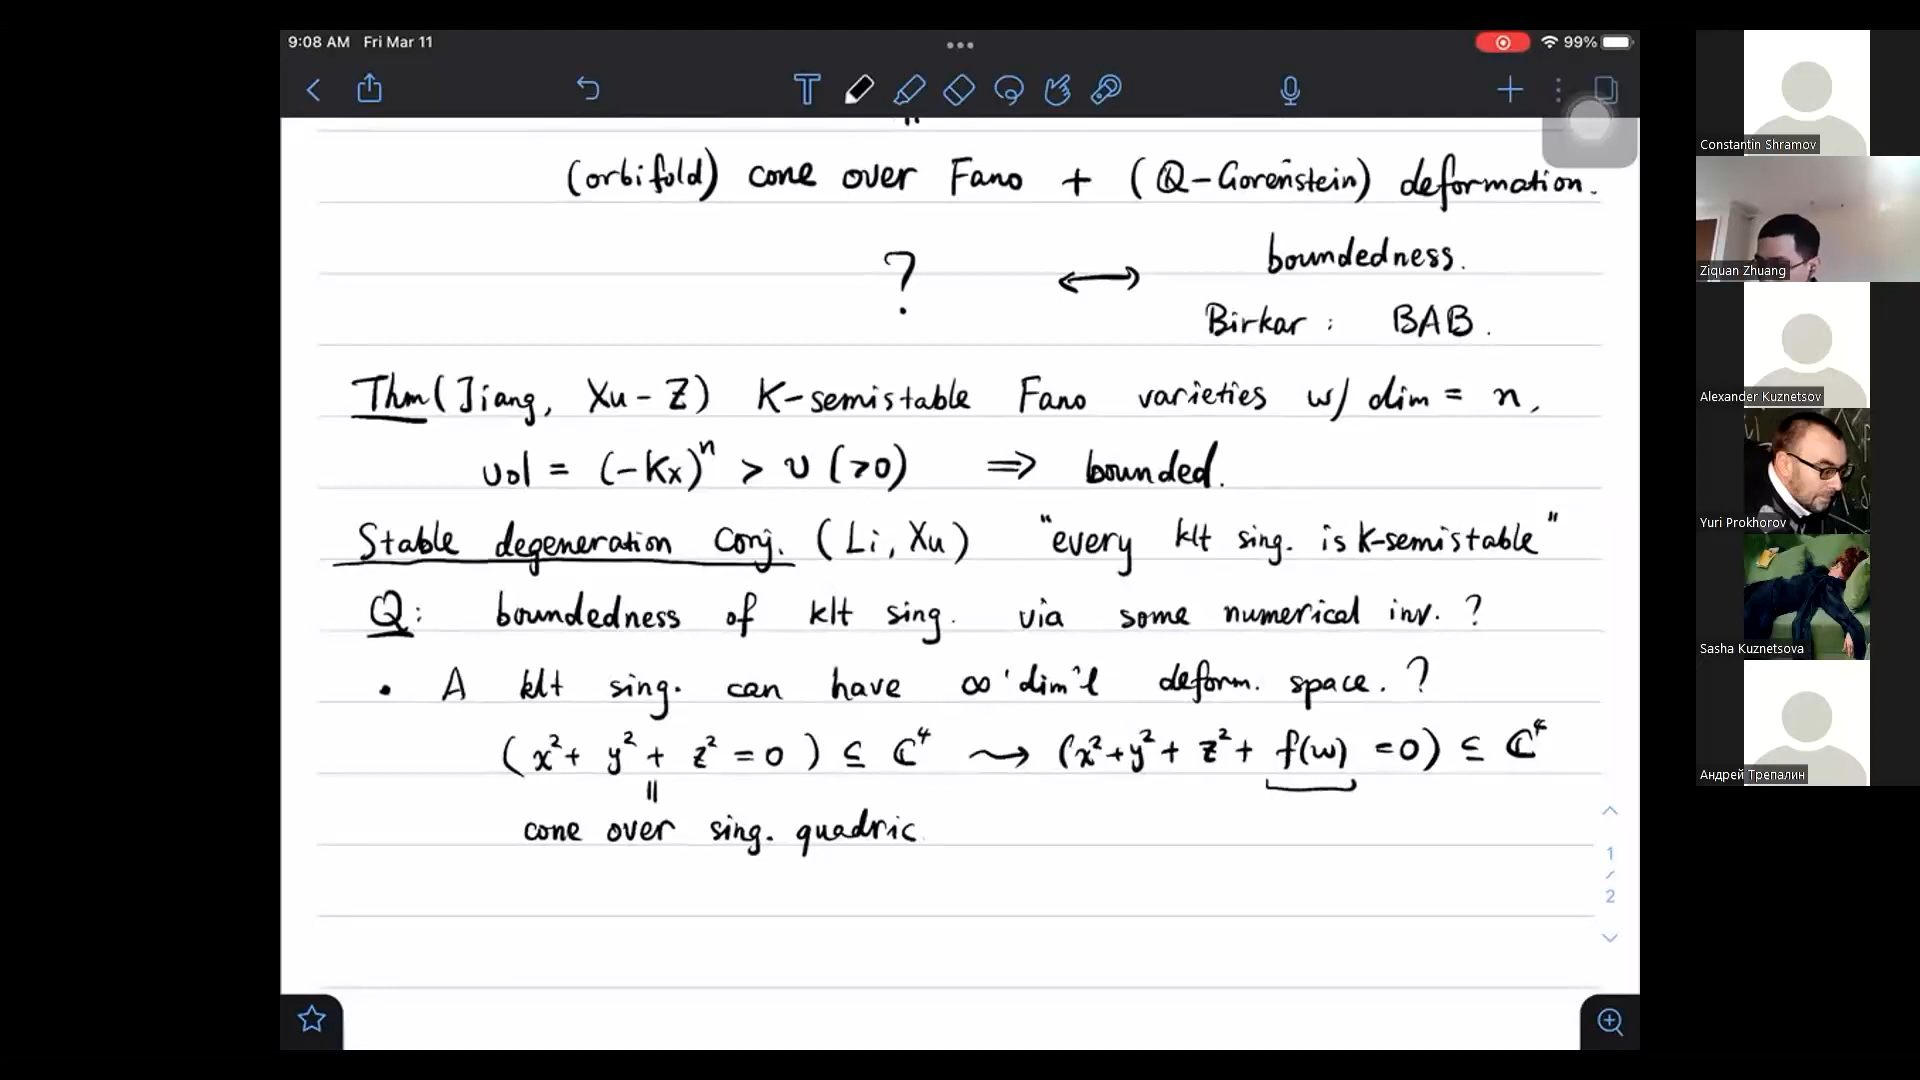 9:08 AM Fri Mar 11
99%
(orbifold) cone over Fano + (Q-Gorenstein) deformation.
? ⟷ boundedness.
Birkar : BAB.
Thm (Jiang, Xu-Z) K-semistable Fano varieties w/ dim = n,
vol = (-Kx)^n > v (>0) ⇒ bounded.
Stable degeneration Conj. (Li, Xu) "every klt sing. is K-semistable"
Q: boundedness of klt sing. via some numerical inv. ?
• A klt sing. can have ∞'dim'l deform. space. ?
(x²+ y² + z² = 0) ⊆ ℂ⁴ ⇝ (x²+y²+ z²+ f(w) =0) ⊆ ℂ⁴
||
cone over sing. quadric.
1
/
2
Constantin Shramov
Ziquan Zhuang
Alexander Kuznetsov
Yuri Prokhorov
Sasha Kuznetsova
Андрей Трепалин